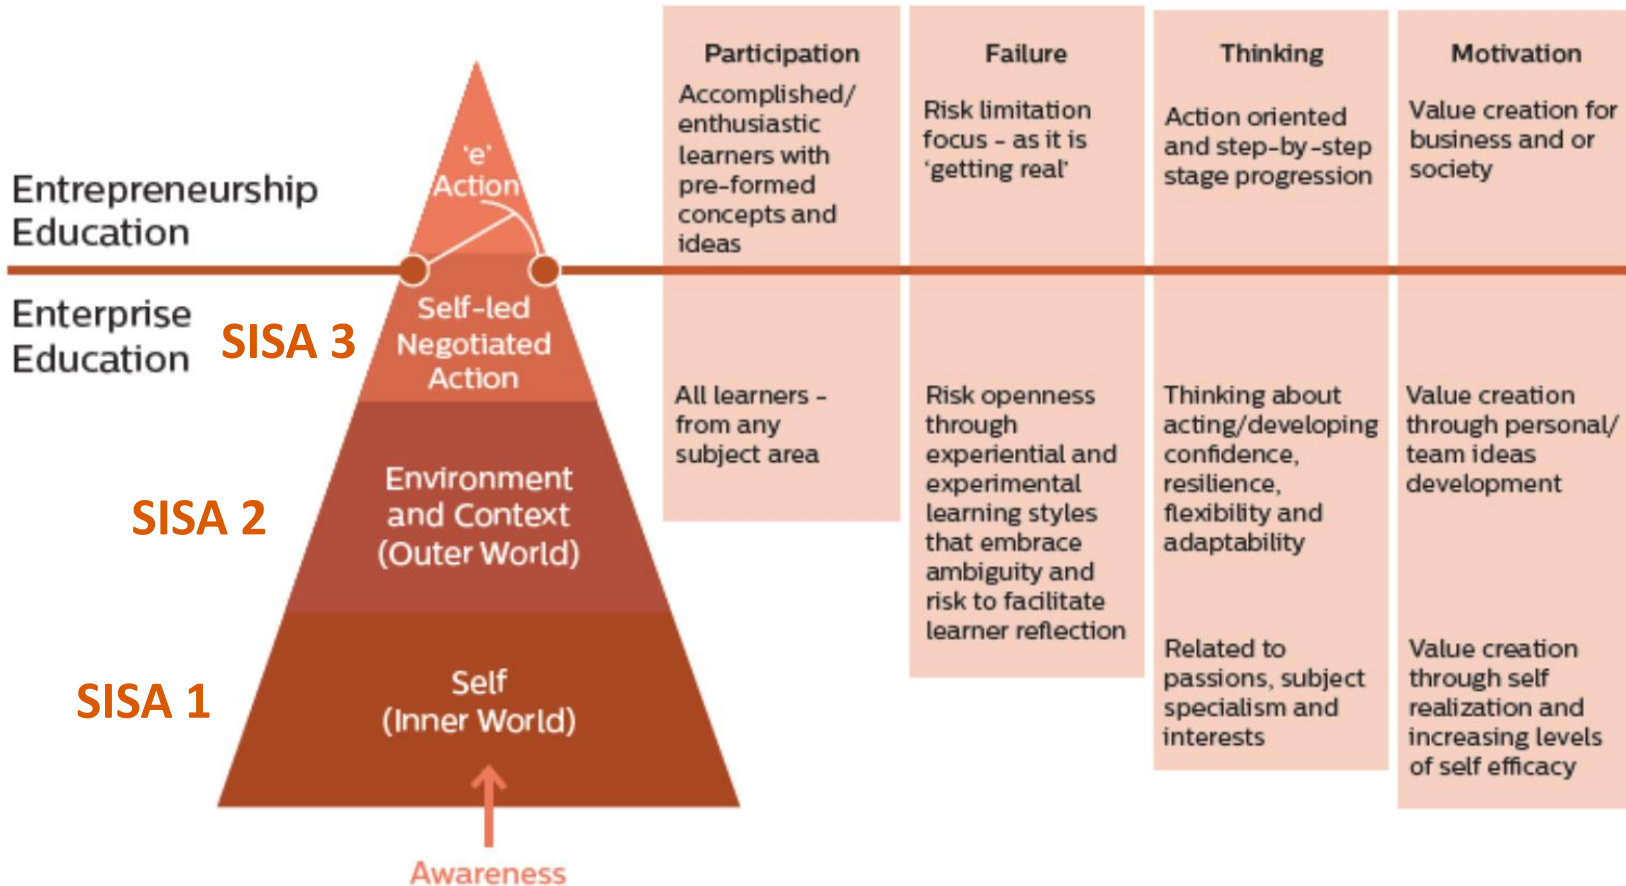 Entrepreneurship
Education
Enterprise
Education
SISA 3
SISA 2
SISA 1
'e'
Action
Self-led
Negotiated
Action
Environment
and Context
(Outer World)
Self
(Inner World)
Awareness
Participation
Accomplished/
enthusiastic
learners with
pre-formed
concepts and
ideas
All learners -
from any
subject area
Failure
Risk limitation
focus - as it is
'getting real'
Risk openness
through
experiential and
experimental
learning styles
that embrace
ambiguity and
risk to facilitate
learner reflection
Thinking
Action oriented
and step-by-step
stage progression
Thinking about
acting/developing
confidence,
resilience,
flexibility and
adaptability
Related to
passions, subject
specialism and
interests
Motivation
Value creation for
business and or
society
Value creation
through personal/
team ideas
development
Value creation
through self
realization and
increasing levels
of self efficacy